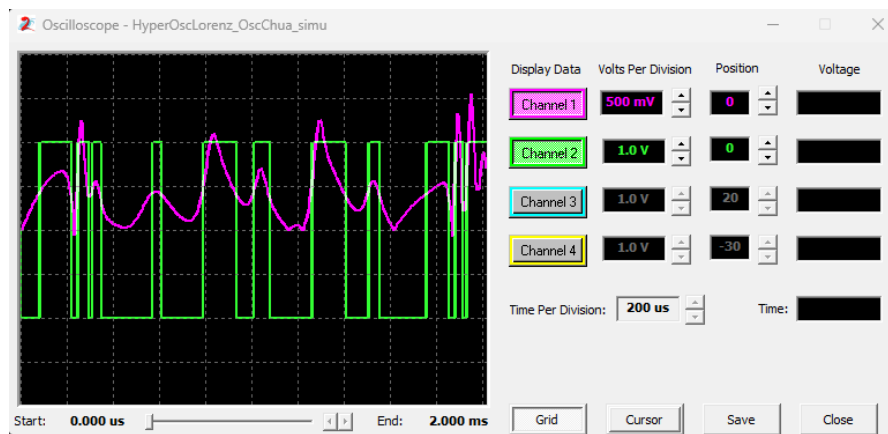 Oscilloscope - HyperOscLorenz_OscChua_simu
Display Data Volts Per Division Position Voltage
Channel 1 500 mV 0
Channel 2 1.0 V 0
Channel 3 1.0 V 20
Channel 4 1.0 V -30
Time Per Division: 200 us Time:
Start: 0.000 us End: 2.000 ms Grid Cursor Save Close